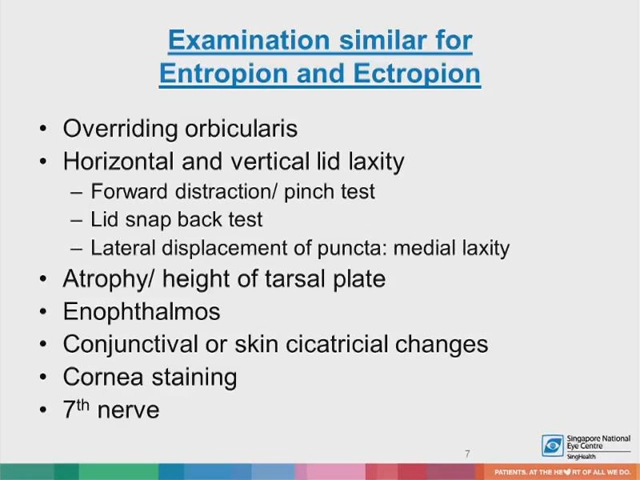 Examination similar for
Entropion and Ectropion
• Overriding orbicularis
• Horizontal and vertical lid laxity
– Forward distraction/ pinch test
– Lid snap back test
– Lateral displacement of puncta: medial laxity
• Atrophy/ height of tarsal plate
• Enophthalmos
• Conjunctival or skin cicatricial changes
• Cornea staining
• 7th nerve
7
Singapore National
Eye Centre
SingHealth
PATIENTS. AT THE HE♥RT OF ALL WE DO.